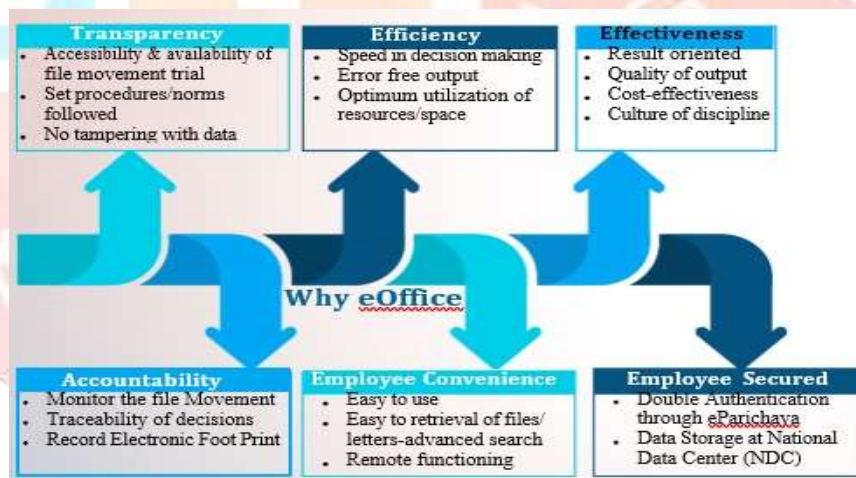 Transparency
• Accessibility & availability of
file movement trial
• Set procedures/norms
followed
• No tampering with data
Efficiency
• Speed in decision making
• Error free output
• Optimum utilization of
resources/space
Effectiveness
• Result oriented
• Quality of output
• Cost-effectiveness
• Culture of discipline
Why eOffice
Accountability
• Monitor the file Movement
• Traceability of decisions
• Record Electronic Foot Print
Employee Convenience
• Easy to use
• Easy to retrieval of files/
letters-advanced search
• Remote functioning
Employee Secured
• Double Authentication
through eParichaya
• Data Storage at National
Data Center (NDC)